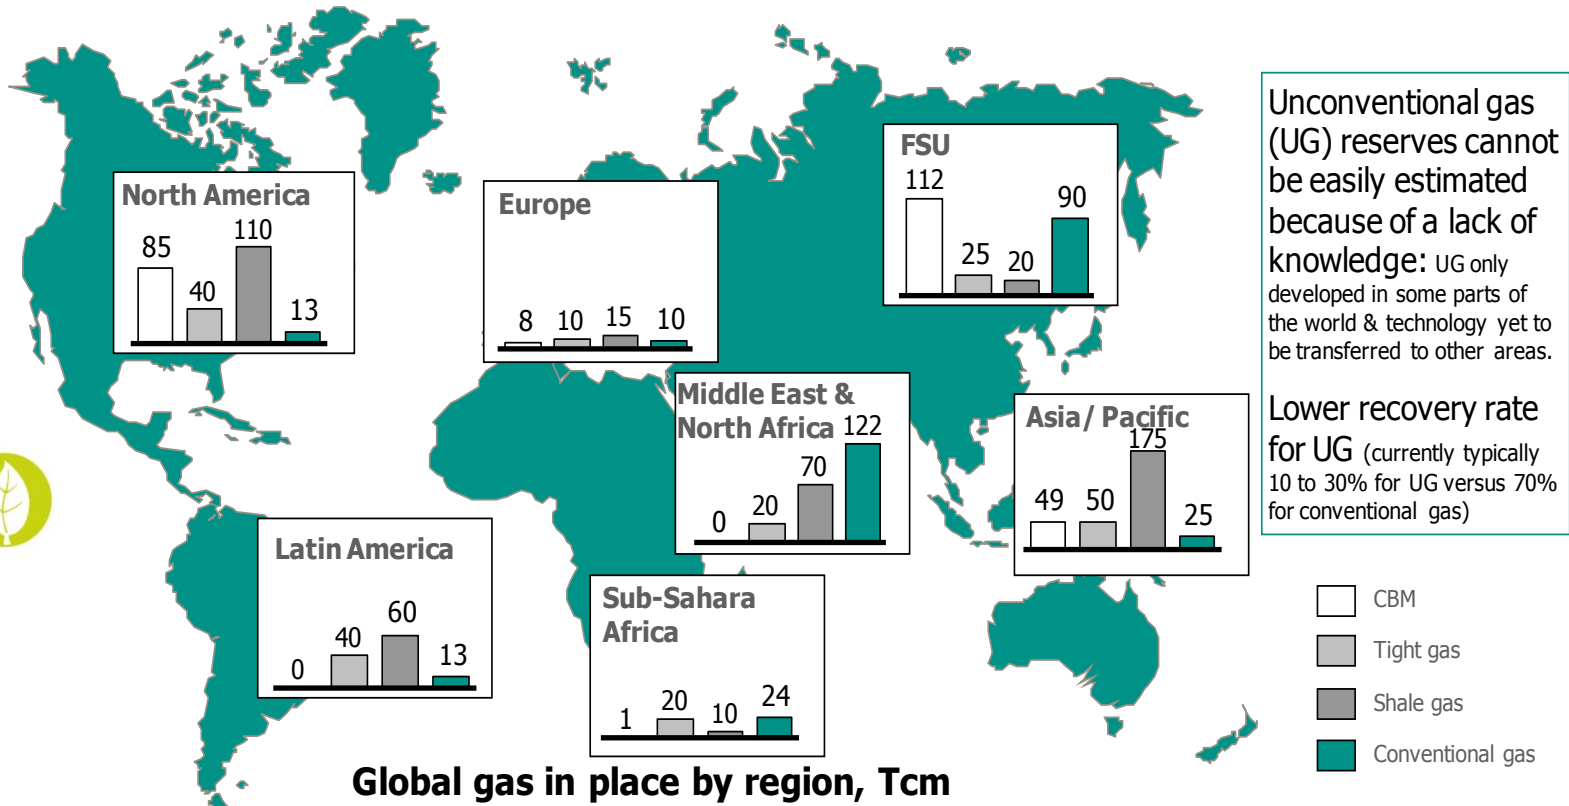 North America
85
40
110
13
Europe
8
10
15
10
FSU
112
25
20
90
Middle East &
North Africa
0
20
70
122
Asia/ Pacific
49
50
175
25
Latin America
0
40
60
13
Sub-Sahara
Africa
1
20
10
24
Global gas in place by region, Tcm
Unconventional gas
(UG) reserves cannot
be easily estimated
because of a lack of
knowledge: UG only
developed in some parts of
the world & technology yet to
be transferred to other areas.
Lower recovery rate
for UG (currently typically
10 to 30% for UG versus 70%
for conventional gas)
CBM
Tight gas
Shale gas
Conventional gas